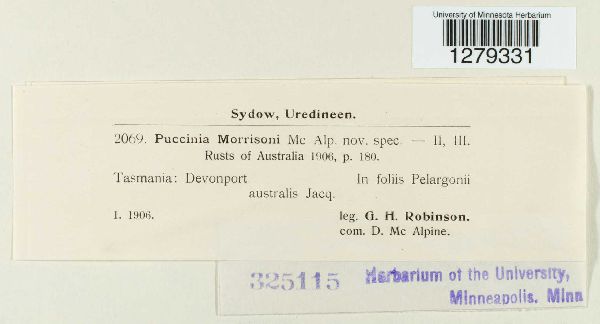 University of Minnesota Herbarium
1279331
Sydow, Uredineen.
2069. Puccinia Morrisoni Mc Alp. nov. spec. — II, III.
Rusts of Australia 1906, p. 180.
Tasmania: Devonport In foliis Pelargonii
australis Jacq.
I. 1906. leg. G. H. Robinson.
com. D. Mc Alpine.
325115 Herbarium of the University,
Minneapolis. Minn